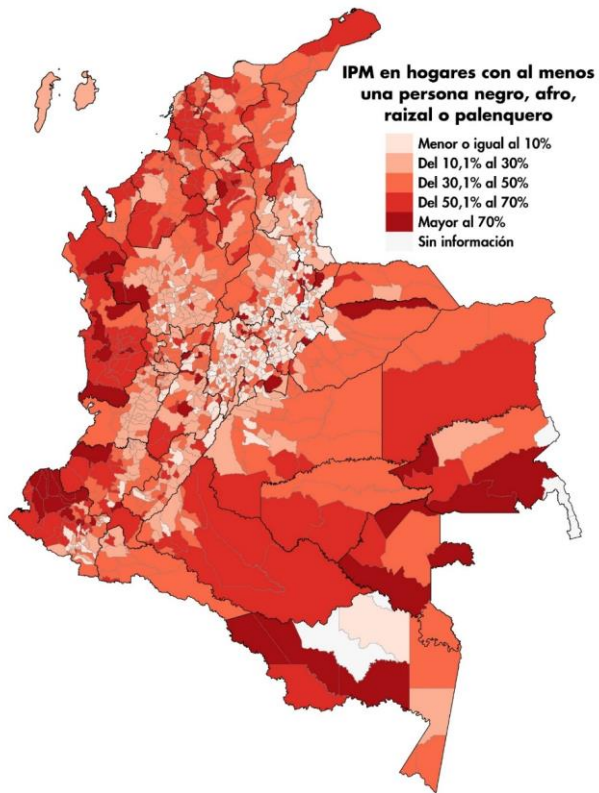 IPM en hogares con al menos
una persona negro, afro,
raizal o palenquero
Menor o igual al 10%
Del 10,1% al 30%
Del 30,1% al 50%
Del 50,1% al 70%
Mayor al 70%
Sin información